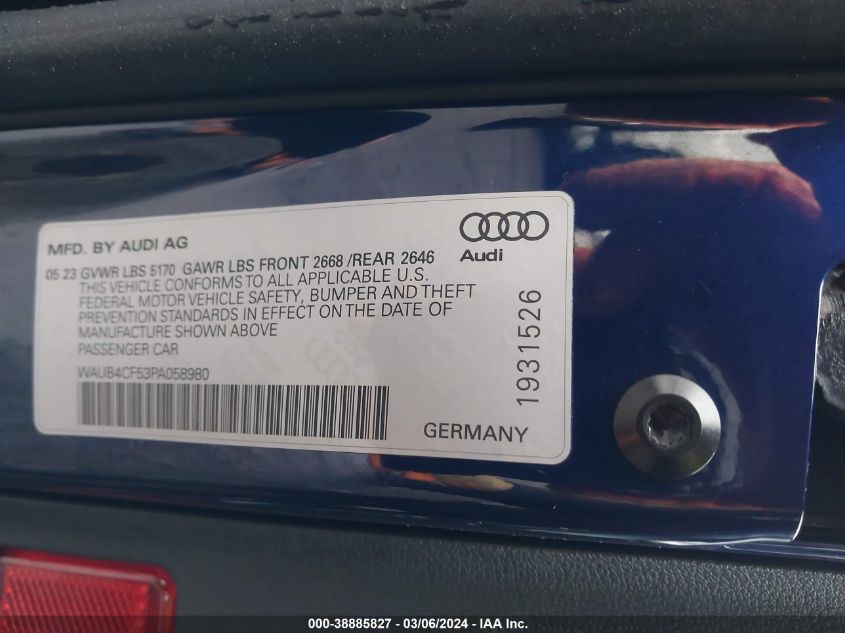 MFD. BY AUDI AG
Audi
05 23 GVWR LBS 5170 GAWR LBS FRONT 2668 /REAR 2646
THIS VEHICLE CONFORMS TO ALL APPLICABLE U.S.
FEDERAL MOTOR VEHICLE SAFETY, BUMPER AND THEFT
PREVENTION STANDARDS IN EFFECT ON THE DATE OF
MANUFACTURE SHOWN ABOVE
PASSENGER CAR
WAUB4CF53PA058980
1931526
GERMANY
000-38885827 - 03/06/2024 - IAA Inc.